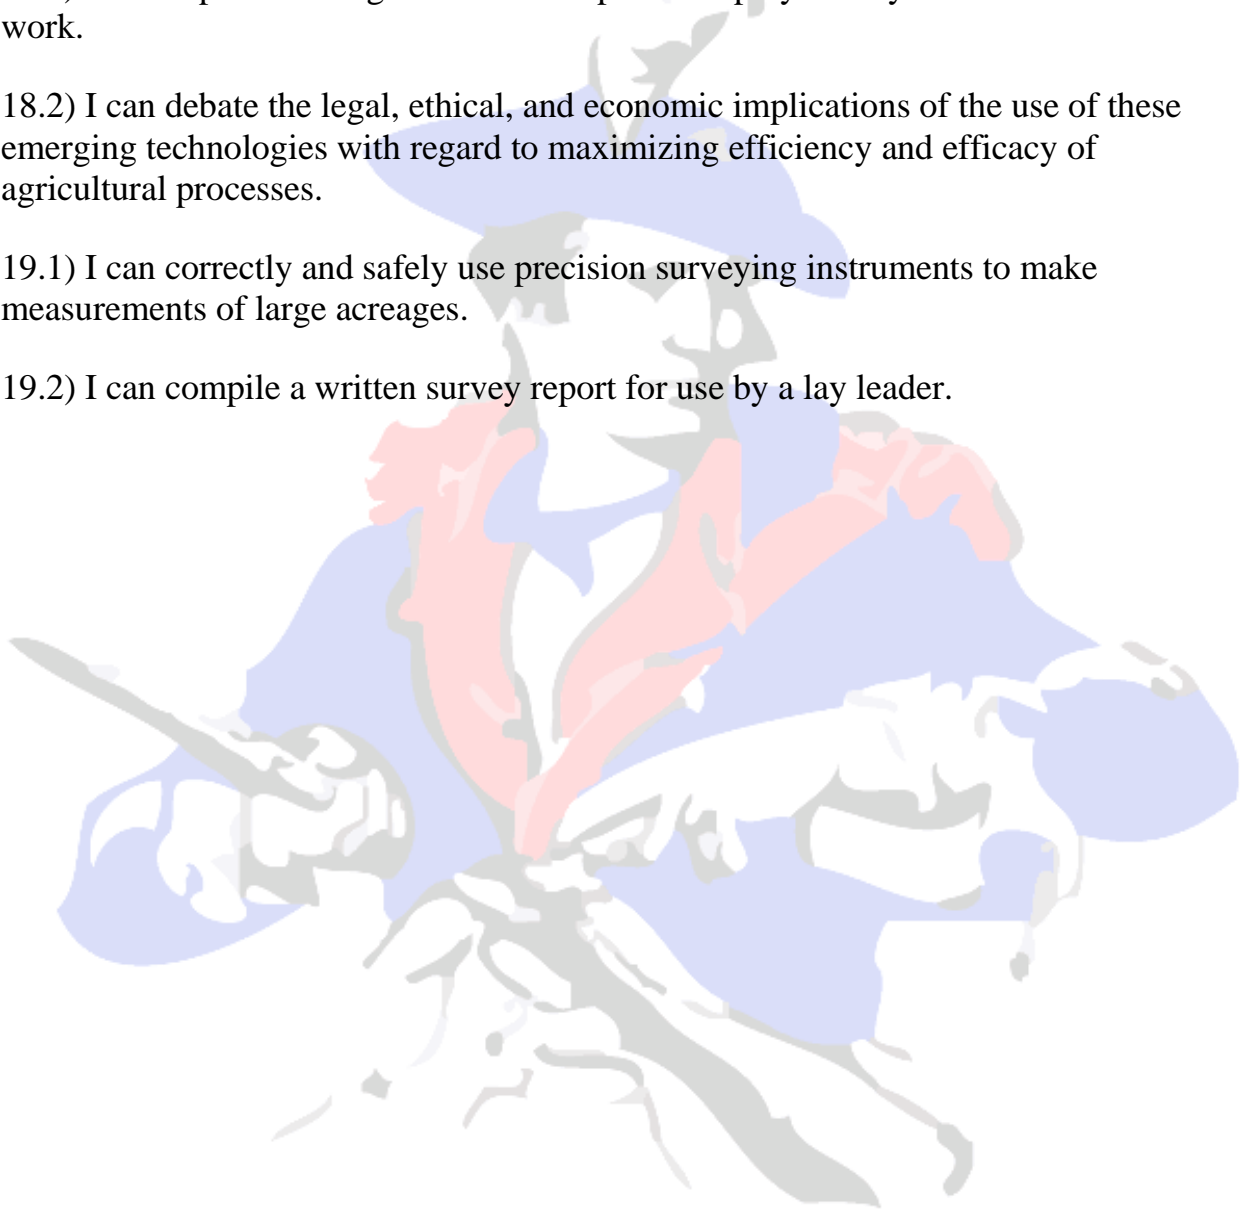 work.
18.2) I can debate the legal, ethical, and economic implications of the use of these
emerging technologies with regard to maximizing efficiency and efficacy of
agricultural processes.
19.1) I can correctly and safely use precision surveying instruments to make
measurements of large acreages.
19.2) I can compile a written survey report for use by a lay leader.